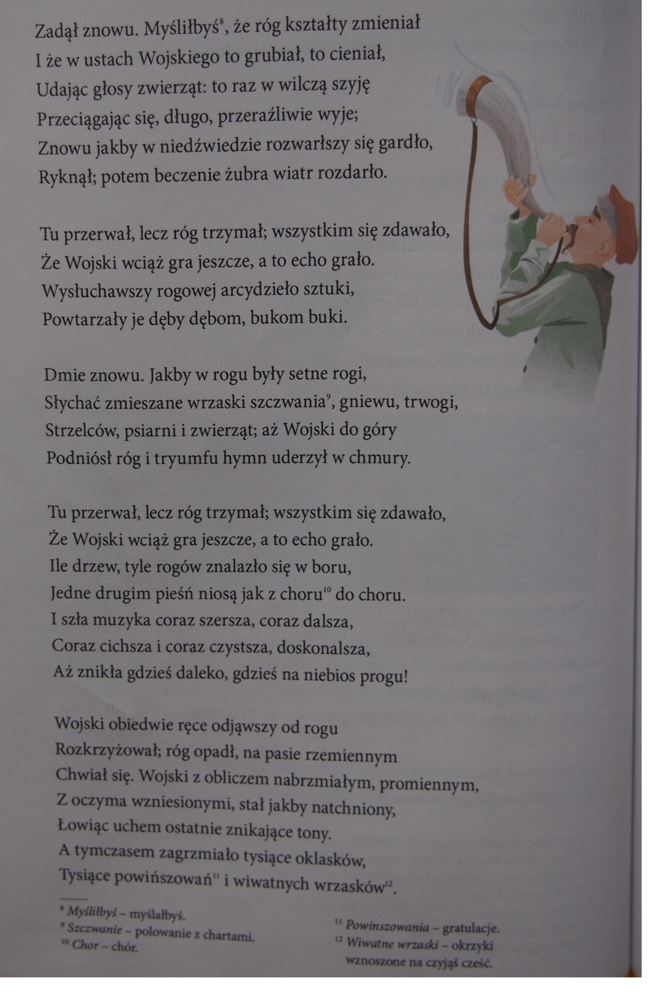 Zadął znowu. Myśliłbyś⁸, że róg kształty zmieniał
I że w ustach Wojskiego to grubiał, to cieniał,
Udając głosy zwierząt: to raz w wilczą szyję
Przeciągając się, długo, przeraźliwie wyje;
Znowu jakby w niedźwiedzie rozwarłszy się gardło,
Ryknął; potem beczenie żubra wiatr rozdarło.

Tu przerwał, lecz róg trzymał; wszystkim się zdawało,
Że Wojski wciąż gra jeszcze, a to echo grało.
Wysłuchawszy rogowej arcydzieło sztuki,
Powtarzały je dęby dębom, bukom buki.

Dmie znowu. Jakby w rogu były setne rogi,
Słychać zmieszane wrzaski szczwania⁹, gniewu, trwogi,
Strzelców, psiarni i zwierząt; aż Wojski do góry
Podniósł róg i tryumfu hymn uderzył w chmury.

Tu przerwał, lecz róg trzymał; wszystkim się zdawało,
Że Wojski wciąż gra jeszcze, a to echo grało.
Ile drzew, tyle rogów znalazło się w boru,
Jedne drugim pieśń niosą jak z choru¹⁰ do choru.
I szła muzyka coraz szersza, coraz dalsza,
Coraz cichsza i coraz czystsza, doskonalsza,
Aż znikła gdzieś daleko, gdzieś na niebios progu!

Wojski obiedwie ręce odjąwszy od rogu
Rozkrzyżował; róg opadł, na pasie rzemiennym
Chwiał się. Wojski z obliczem nabrzmiałym, promiennym,
Z oczyma wzniesionymi, stał jakby natchniony,
Łowiąc uchem ostatnie znikające tony.
A tymczasem zagrzmiało tysiące oklasków,
Tysiące powińszowań¹¹ i wiwatnych wrzasków¹².

⁸ Myśliłbyś – myślałbyś.
⁹ Szczwanie – polowanie z chartami.
¹⁰ Chor – chór.
¹¹ Powinszowania – gratulacje.
¹² Wiwatne wrzaski – okrzyki
wznoszone na czyjąś cześć.